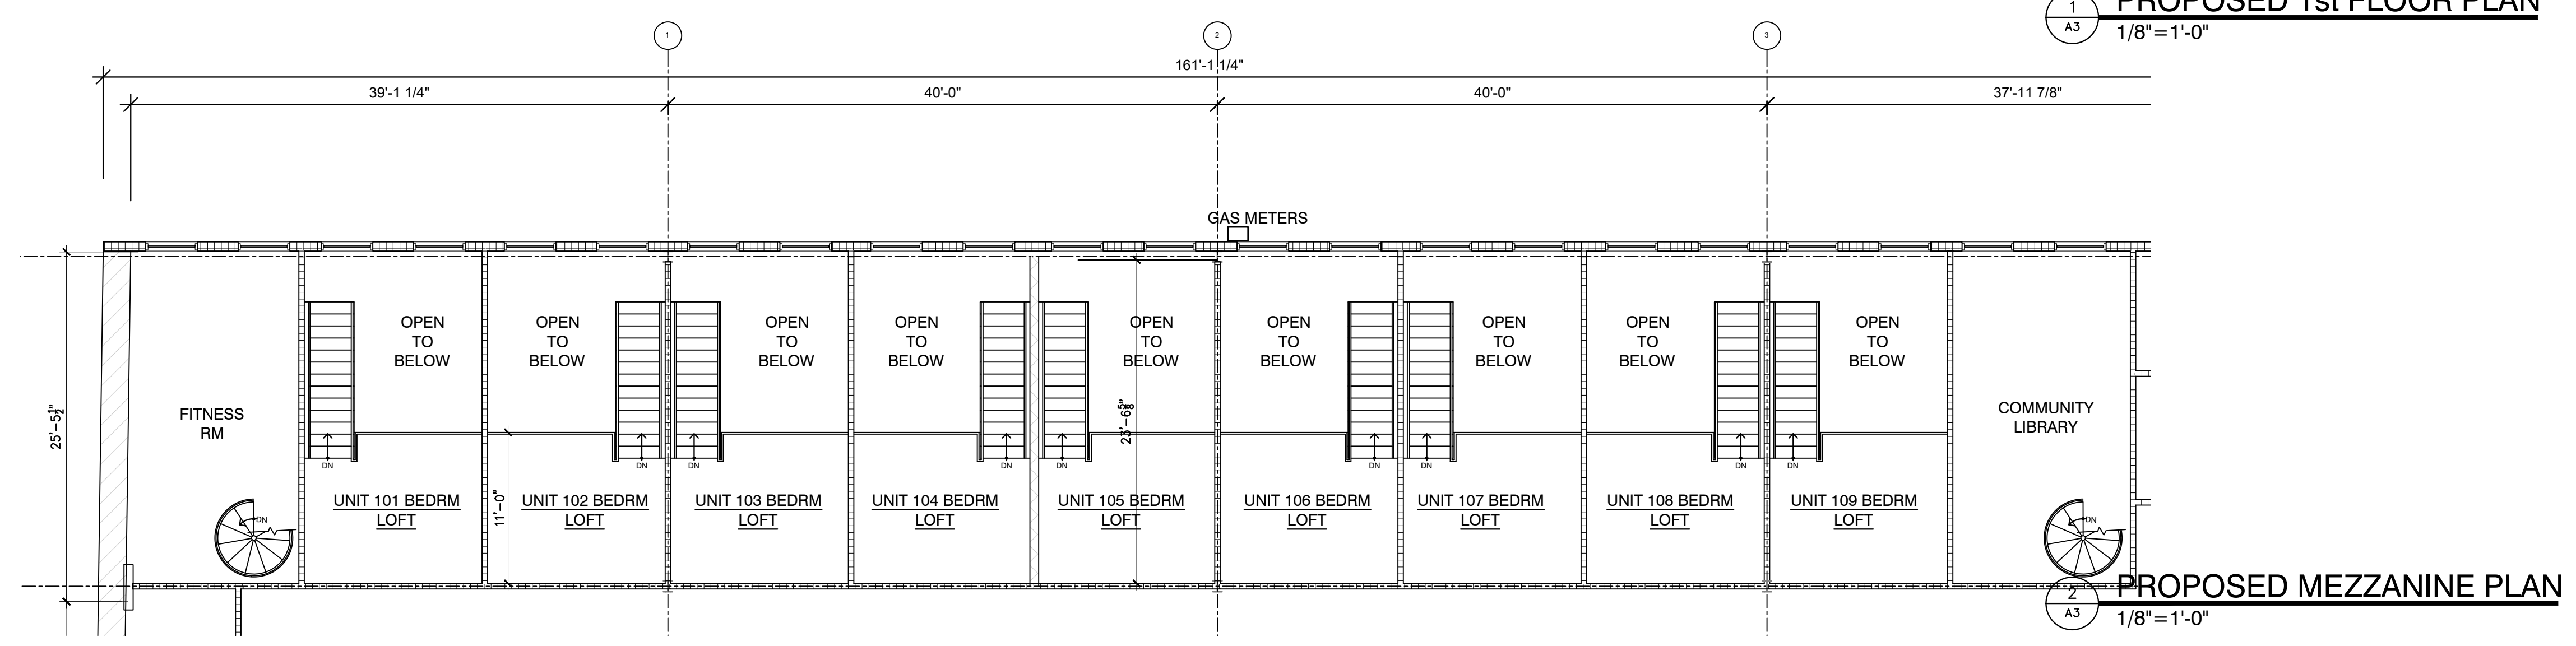 1
PROPOSED 1st FLOOR PLAN
A3
1/8"=1'-0"
1
2
3
161'-1 1/4"
39'-1 1/4"
40'-0"
40'-0"
37'-11 7/8"
GAS METERS
OPEN
TO
BELOW
OPEN
TO
BELOW
OPEN
TO
BELOW
OPEN
TO
BELOW
OPEN
TO
BELOW
OPEN
TO
BELOW
OPEN
TO
BELOW
OPEN
TO
BELOW
OPEN
TO
BELOW
25'-5 1/2"
FITNESS
RM
23'-6 5/8"
COMMUNITY
LIBRARY
DN
DN
DN
DN
DN
DN
DN
DN
DN
11'-0"
UNIT 101 BEDRM
LOFT
UNIT 102 BEDRM
LOFT
UNIT 103 BEDRM
LOFT
UNIT 104 BEDRM
LOFT
UNIT 105 BEDRM
LOFT
UNIT 106 BEDRM
LOFT
UNIT 107 BEDRM
LOFT
UNIT 108 BEDRM
LOFT
UNIT 109 BEDRM
LOFT
DN
DN
2
PROPOSED MEZZANINE PLAN
A3
1/8"=1'-0"